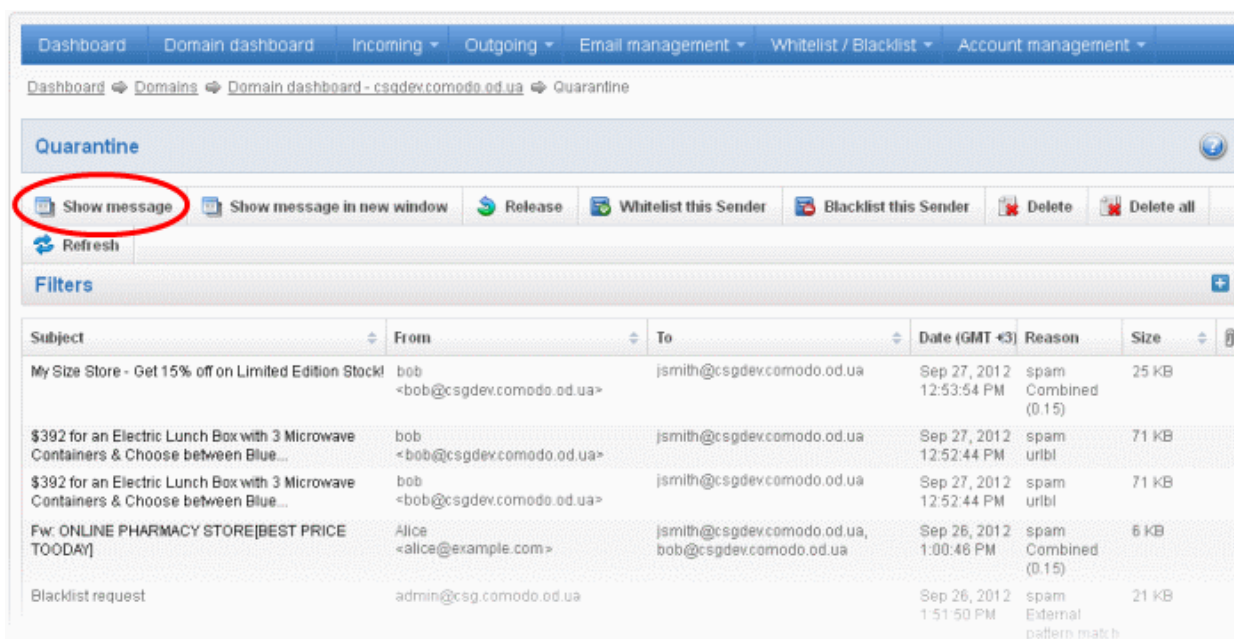 Dashboard Domain dashboard Incoming Outgoing Email management Whitelist / Blacklist Account management
Dashboard Domains Domain dashboard - csgdev.comodo.od.ua Quarantine
Quarantine
Show message Show message in new window Release Whitelist this Sender Blacklist this Sender Delete Delete all
Refresh
Filters
Subject From To Date (GMT +3) Reason Size
My Size Store - Get 15% off on Limited Edition Stock! bob jsmith@csgdev.comodo.od.ua Sep 27, 2012 spam 25 KB
<bob@csgdev.comodo.od.ua> 12:53:54 PM Combined
(0.15)
$392 for an Electric Lunch Box with 3 Microwave bob jsmith@csgdev.comodo.od.ua Sep 27, 2012 spam 71 KB
Containers & Choose between Blue... <bob@csgdev.comodo.od.ua> 12:52:44 PM urlbl
$392 for an Electric Lunch Box with 3 Microwave bob jsmith@csgdev.comodo.od.ua Sep 27, 2012 spam 71 KB
Containers & Choose between Blue... <bob@csgdev.comodo.od.ua> 12:52:44 PM urlbl
Fw: ONLINE PHARMACY STORE[BEST PRICE Alice jsmith@csgdev.comodo.od.ua, Sep 26, 2012 spam 6 KB
TOODAY] <alice@example.com> bob@csgdev.comodo.od.ua 1:00:46 PM Combined
(0.15)
Blacklist request admin@csg.comodo.od.ua Sep 26, 2012 spam 21 KB
1:51:50 PM External
pattern match